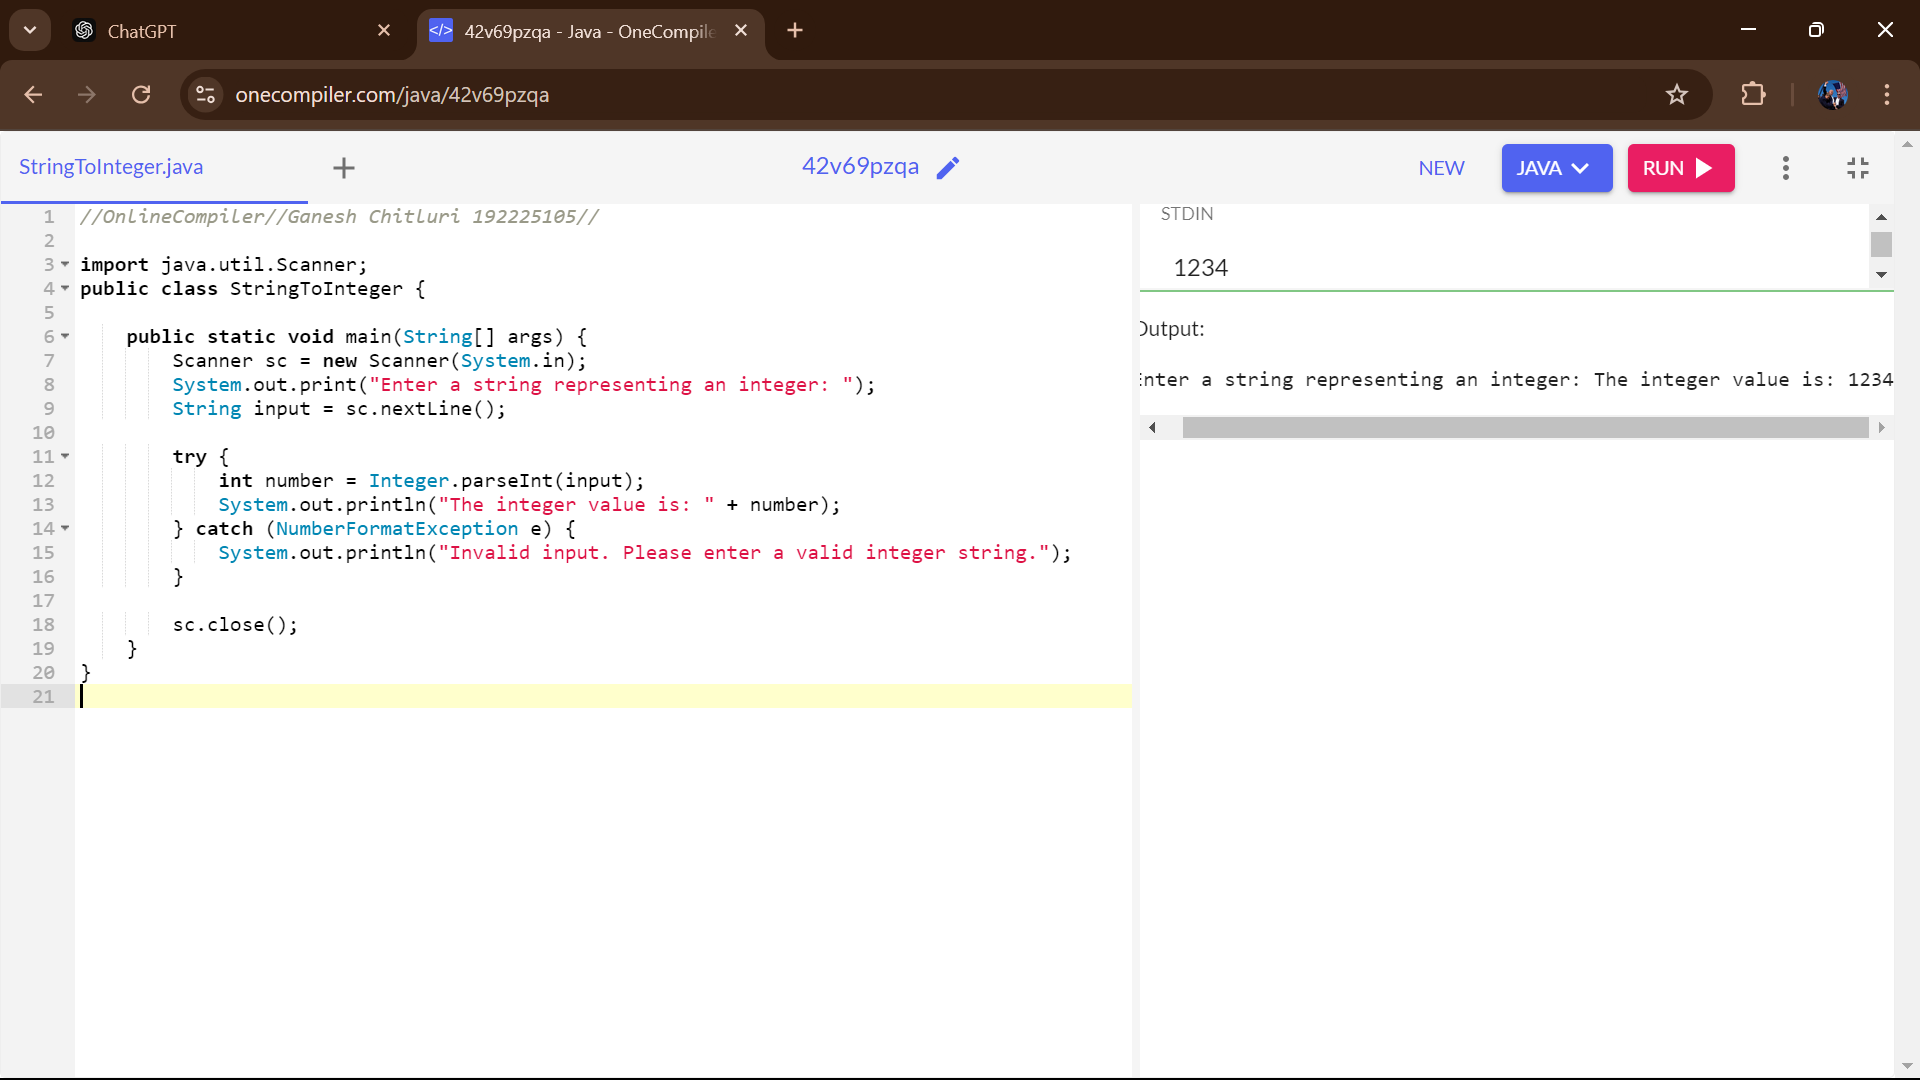 ChatGPT
42v69pzqa - Java - OneCompile
onecompiler.com/java/42v69pzqa
StringToInteger.java
42v69pzqa
NEW
JAVA
RUN
1 //OnlineCompiler//Ganesh Chitluri 192225105//
2
3 import java.util.Scanner;
4 public class StringToInteger {
5
6     public static void main(String[] args) {
7         Scanner sc = new Scanner(System.in);
8         System.out.print("Enter a string representing an integer: ");
9         String input = sc.nextLine();
10
11         try {
12             int number = Integer.parseInt(input);
13             System.out.println("The integer value is: " + number);
14         } catch (NumberFormatException e) {
15             System.out.println("Invalid input. Please enter a valid integer string.");
16         }
17
18         sc.close();
19     }
20 }
21
STDIN
1234
Output:
Enter a string representing an integer: The integer value is: 1234